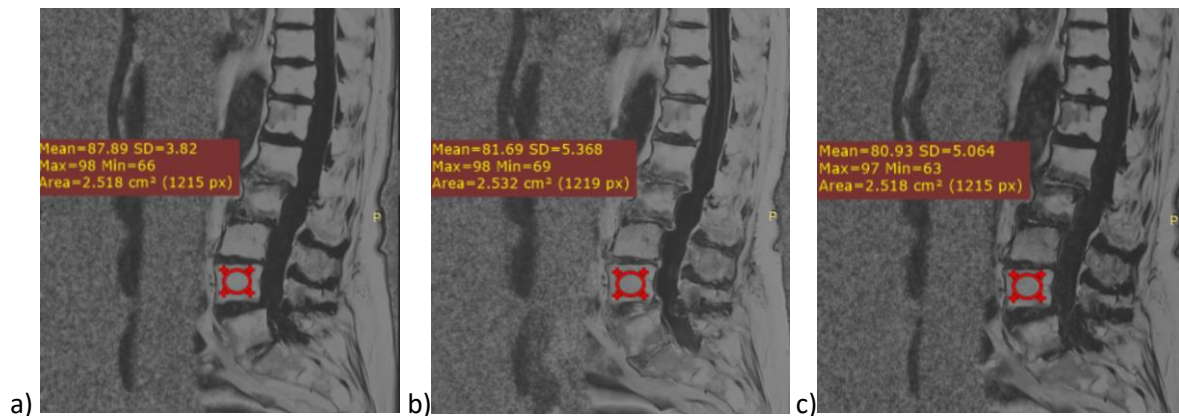 Mean=87.89 SD=3.82
Max=98 Min=66
Area=2.518 cm² (1215 px)
P
a)
Mean=81.69 SD=5.368
Max=98 Min=69
Area=2.532 cm² (1219 px)
P
b)
Mean=80.93 SD=5.064
Max=97 Min=63
Area=2.518 cm² (1215 px)
P
c)